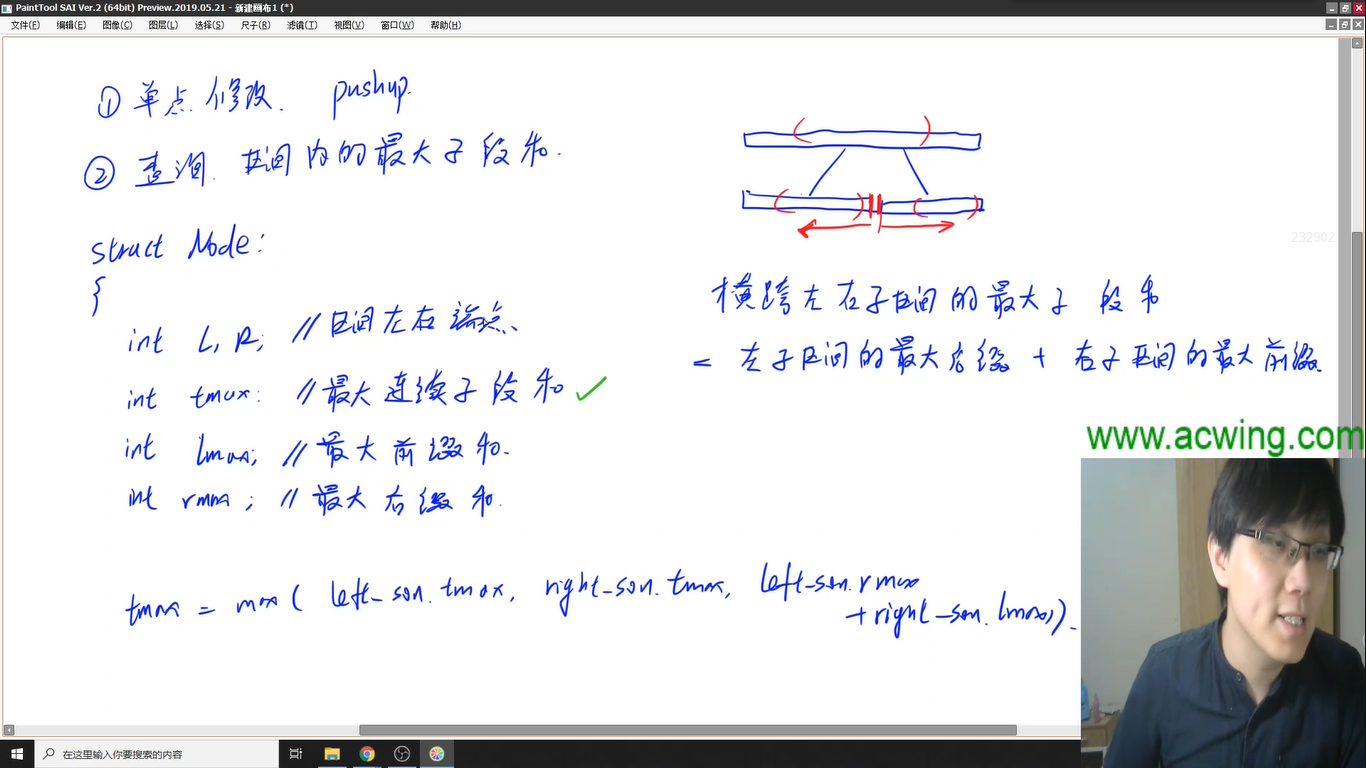 PaintTool SAI Ver.2 (64bit) Preview.2019.05.21 - 新建画布1 (*)
文件(F) 编辑(E) 图像(C) 图层(L) 选择(S) 尺子(R) 滤镜(T) 视图(V) 窗口(W) 帮助(H)
① 单点修改. pushup.
② 查询. 区间内的最大子段和.
struct Node:
{
int L, R; // 区间左右端点、
int tmax: // 最大连续子段和 ✓
int lmax; // 最大前缀和.
int rmax; // 最大后缀和.
tmax = max( left_son.tmax, right_son.tmax, left_son.rmax
+right_son.lmax)).
232902
横跨左右子区间的最大子段和
= 左子区间的最大后缀 + 右子区间的最大前缀.
www.acwing.com
在这里输入你要搜索的内容